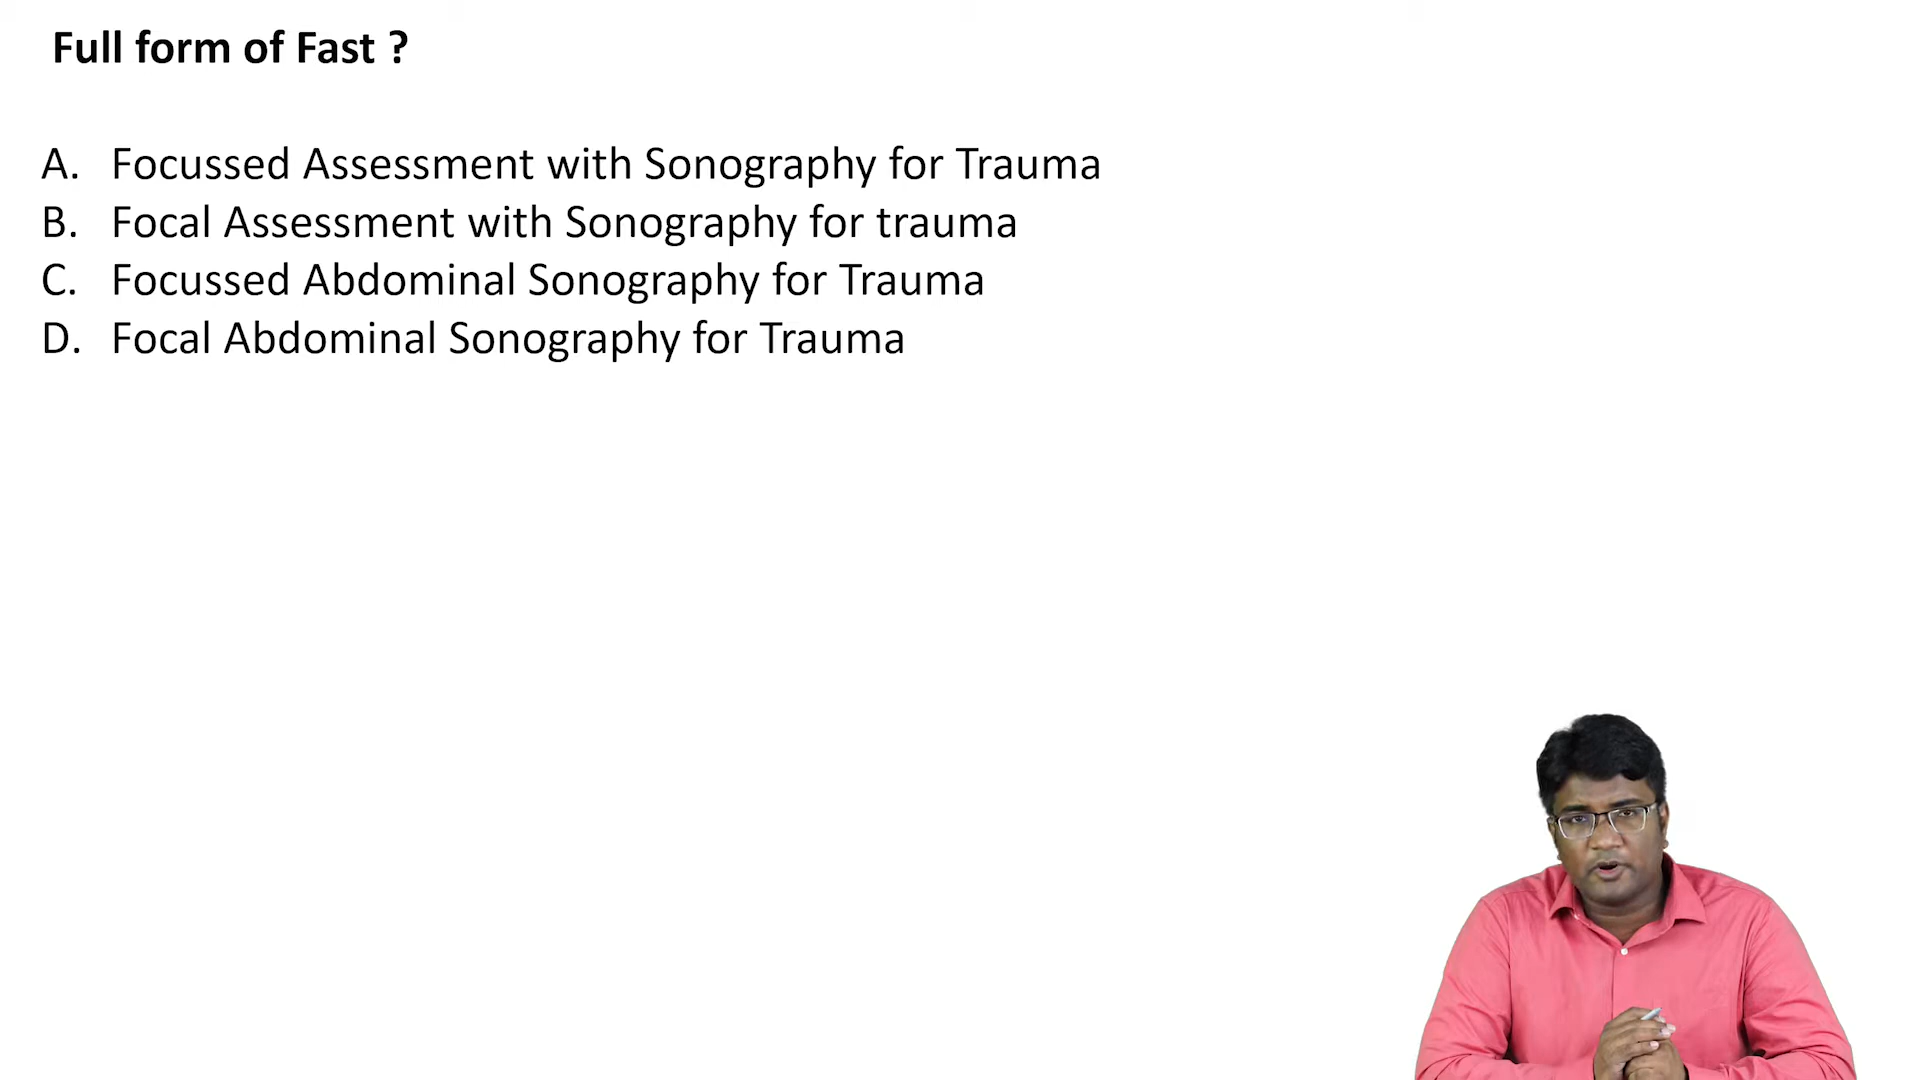 Full form of Fast ?
A. Focussed Assessment with Sonography for Trauma
B. Focal Assessment with Sonography for trauma
C. Focussed Abdominal Sonography for Trauma
D. Focal Abdominal Sonography for Trauma